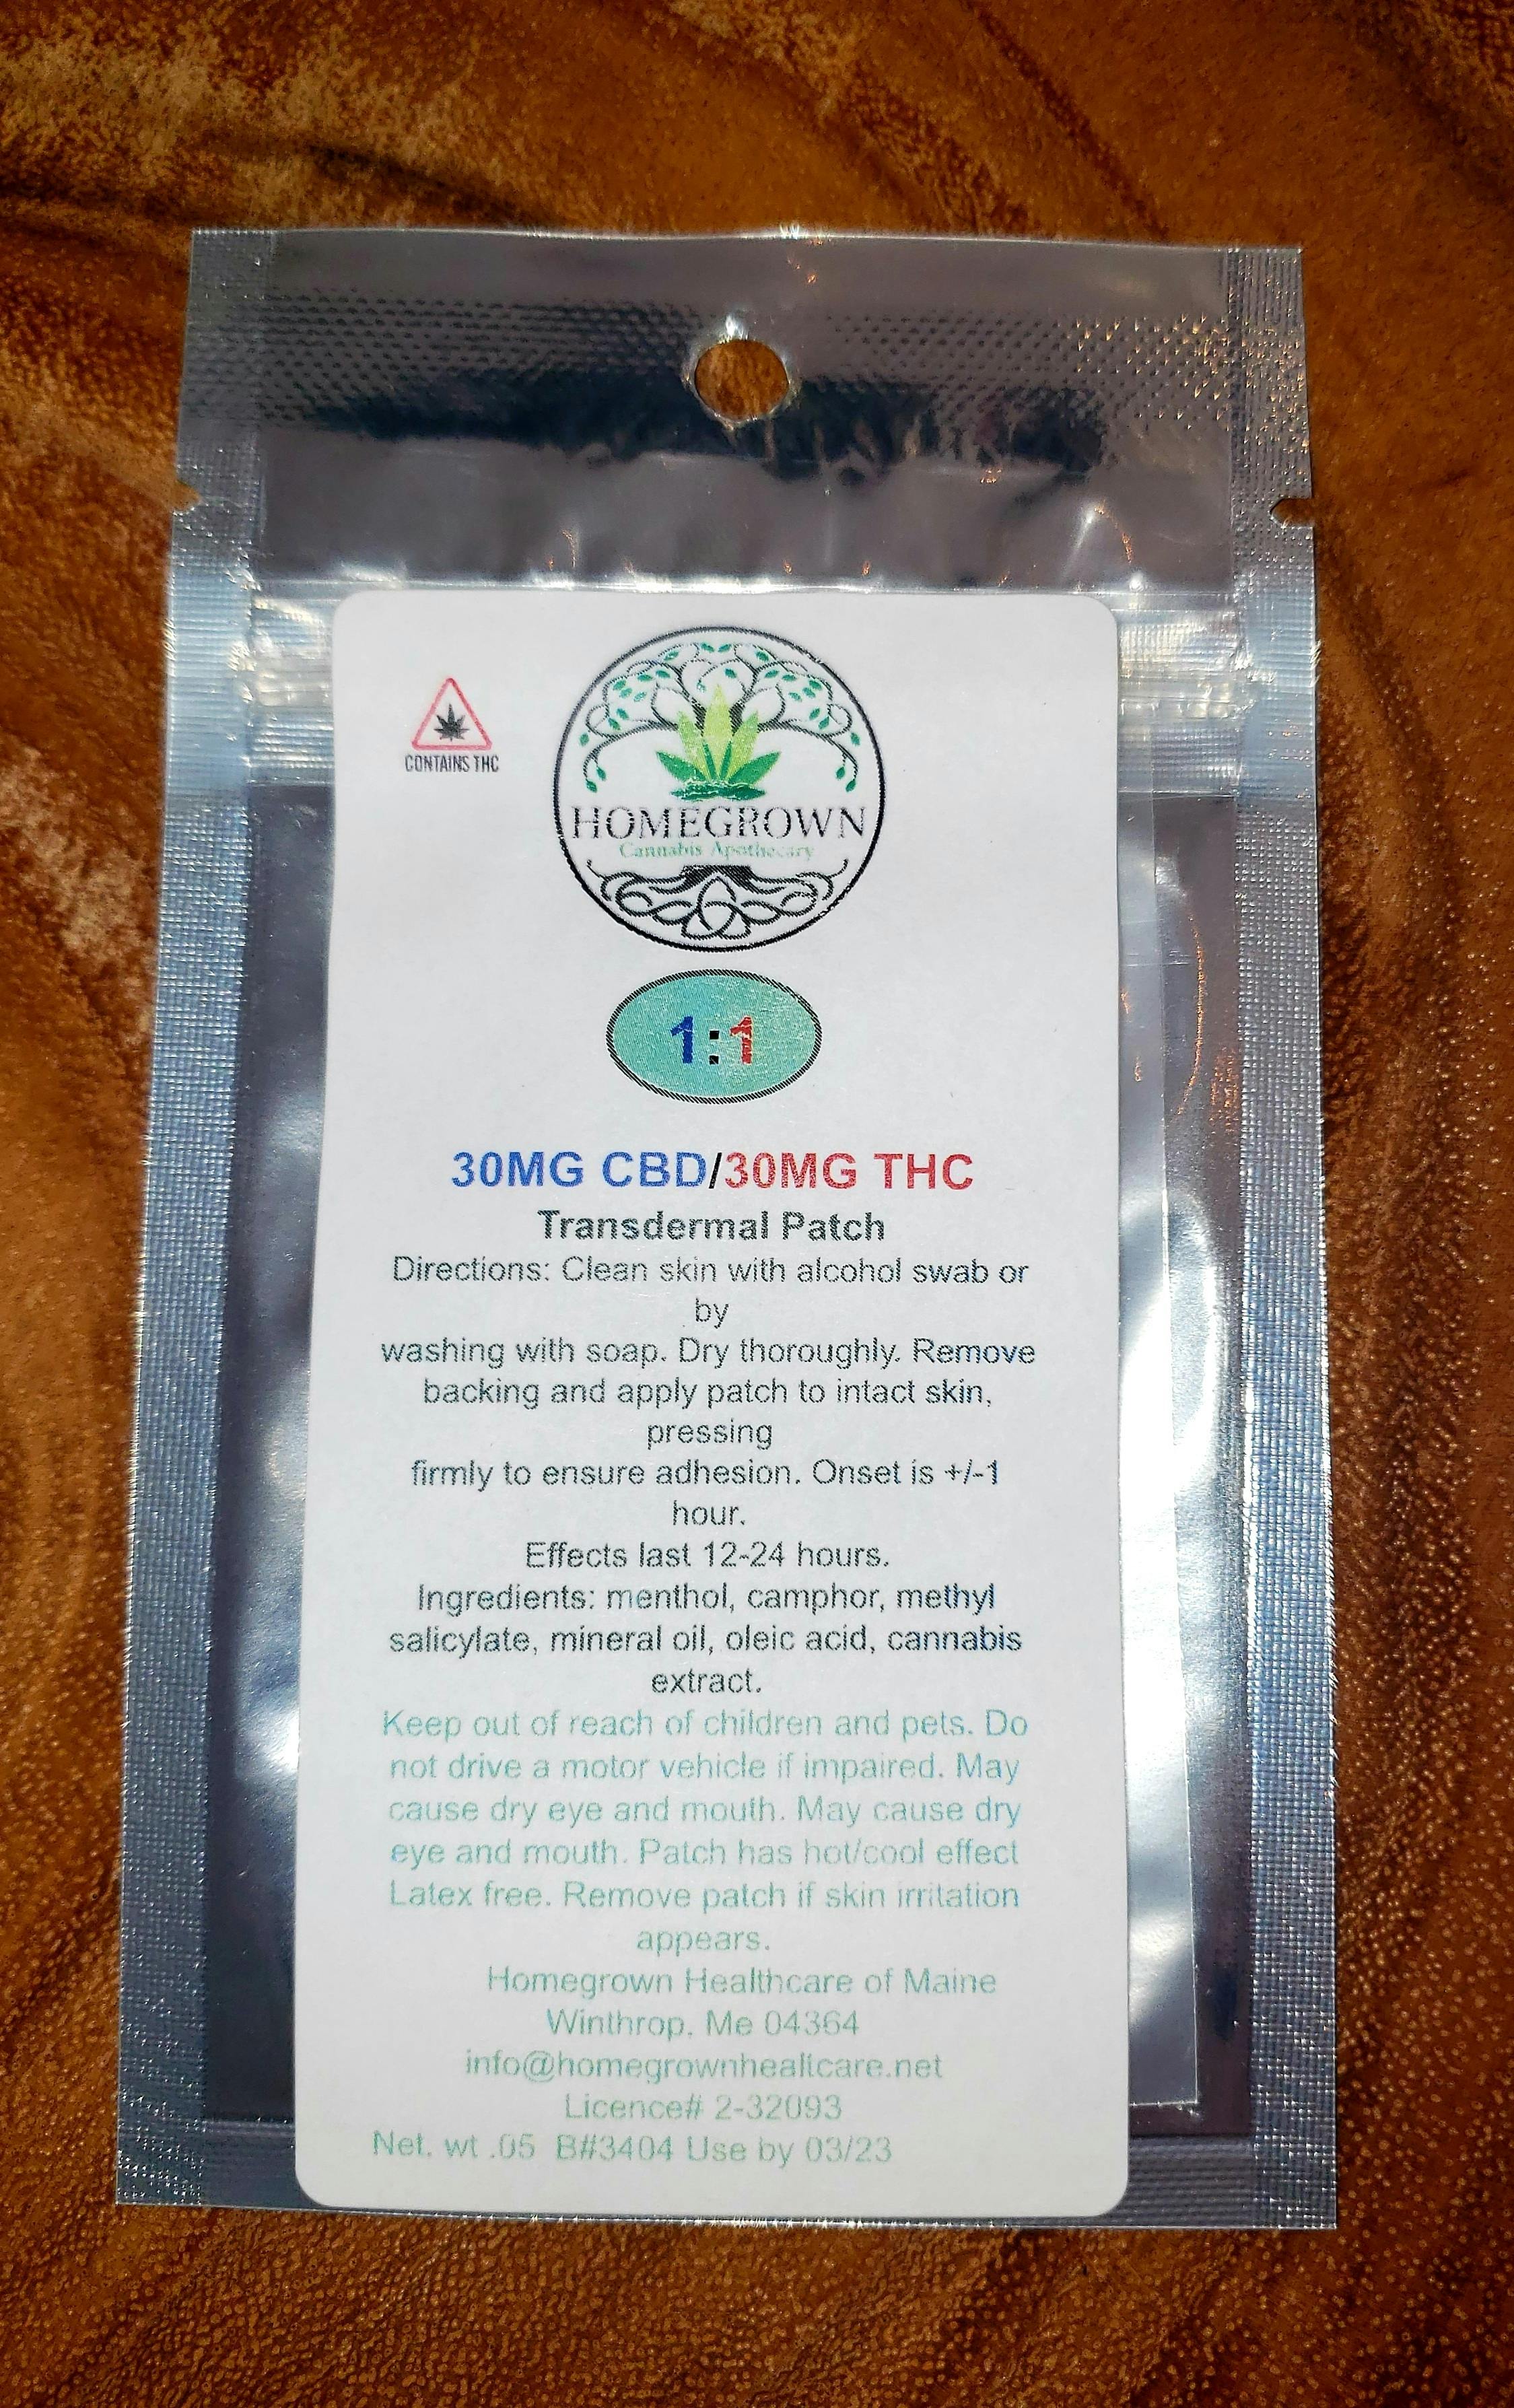 CONTAINS THC
HOMEGROWN
Cannabis Apothecary
1:1
30MG CBD/30MG THC
Transdermal Patch
Directions: Clean skin with alcohol swab or
by
washing with soap. Dry thoroughly. Remove
backing and apply patch to intact skin,
pressing
firmly to ensure adhesion. Onset is +/-1
hour.
Effects last 12-24 hours.
Ingredients: menthol, camphor, methyl
salicylate, mineral oil, oleic acid, cannabis
extract.
Keep out of reach of children and pets. Do
not drive a motor vehicle if impaired. May
cause dry eye and mouth. May cause dry
eye and mouth. Patch has hot/cool effect
Latex free. Remove patch if skin irritation
appears.
Homegrown Healthcare of Maine
Winthrop, Me 04364
info@homegrownhealtcare.net
Licence# 2-32093
Net. wt .05 B#3404 Use by 03/23